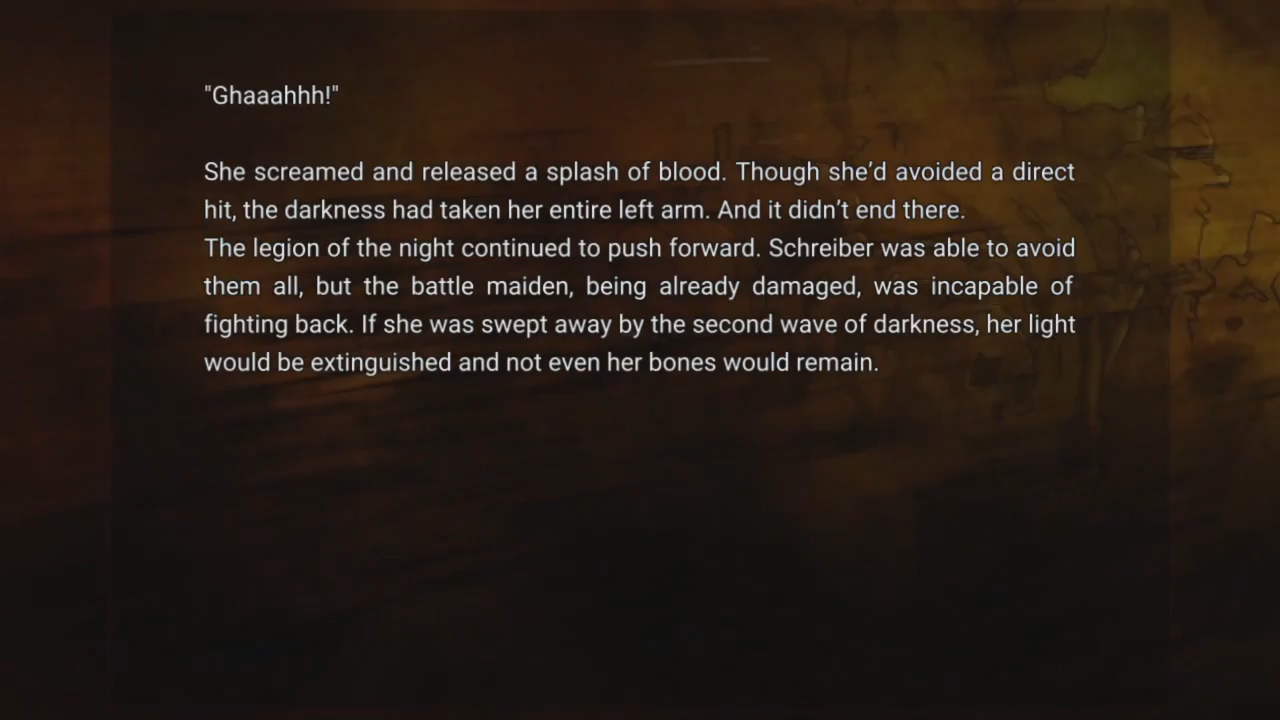 "Ghaaahhh!"
She screamed and released a splash of blood. Though she’d avoided a direct
hit, the darkness had taken her entire left arm. And it didn’t end there.
The legion of the night continued to push forward. Schreiber was able to avoid
them all, but the battle maiden, being already damaged, was incapable of
fighting back. If she was swept away by the second wave of darkness, her light
would be extinguished and not even her bones would remain.